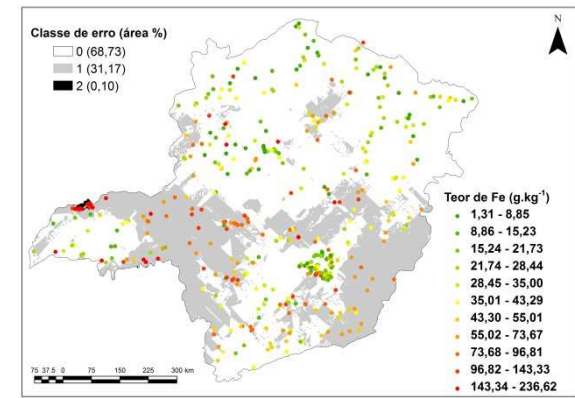 Classe de erro (área %)
0 (68,73)
1 (31,17)
2 (0,10)
N
Teor de Fe (g.kg-1)
1,31 - 8,85
8,86 - 15,23
15,24 - 21,73
21,74 - 28,44
28,45 - 35,00
35,01 - 43,29
43,30 - 55,01
55,02 - 73,67
73,68 - 96,81
96,82 - 143,33
143,34 - 236,62
75 37.5 0 75 150 225 300 km